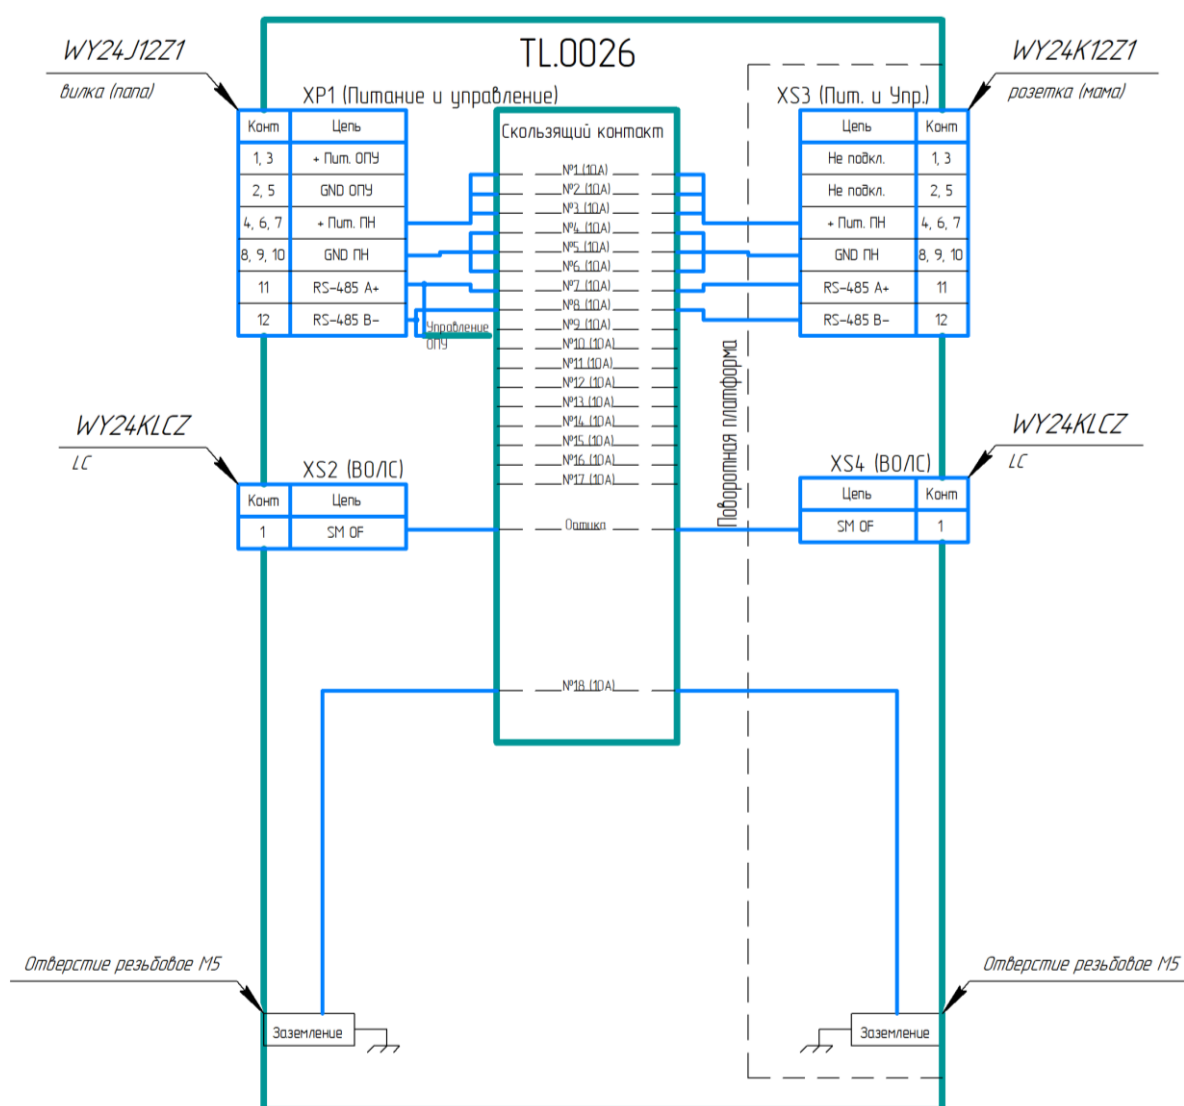 TL.0026
WY24J12Z1
вилка (папа)
WY24K12Z1
розетка (мама)
XP1 (Питание и управление)
XS3 (Пит. и Упр.)
Конт Цепь
1, 3 + Пит. ОПУ
2, 5 GND ОПУ
4, 6, 7 + Пит. ПН
8, 9, 10 GND ПН
11 RS-485 A+
12 RS-485 B-
Управление
ОПУ
Скользящий контакт
№1 (10А)
№2 (10А)
№3 (10А)
№4 (10А)
№5 (10А)
№6 (10А)
№7 (10А)
№8 (10А)
№9 (10А)
№10 (10А)
№11 (10А)
№12 (10А)
№13 (10А)
№14 (10А)
№15 (10А)
№16 (10А)
№17 (10А)
Оптика
№18 (10А)
Цепь Конт
Не подкл. 1, 3
Не подкл. 2, 5
+ Пит. ПН 4, 6, 7
GND ПН 8, 9, 10
RS-485 A+ 11
RS-485 B- 12
Поворотная платформа
WY24KLCZ
LC
XS2 (ВОЛС)
Конт Цепь
1 SM OF
WY24KLCZ
LC
XS4 (ВОЛС)
Цепь Конт
SM OF 1
Отверстие резьбовое М5
Заземление
Отверстие резьбовое М5
Заземление